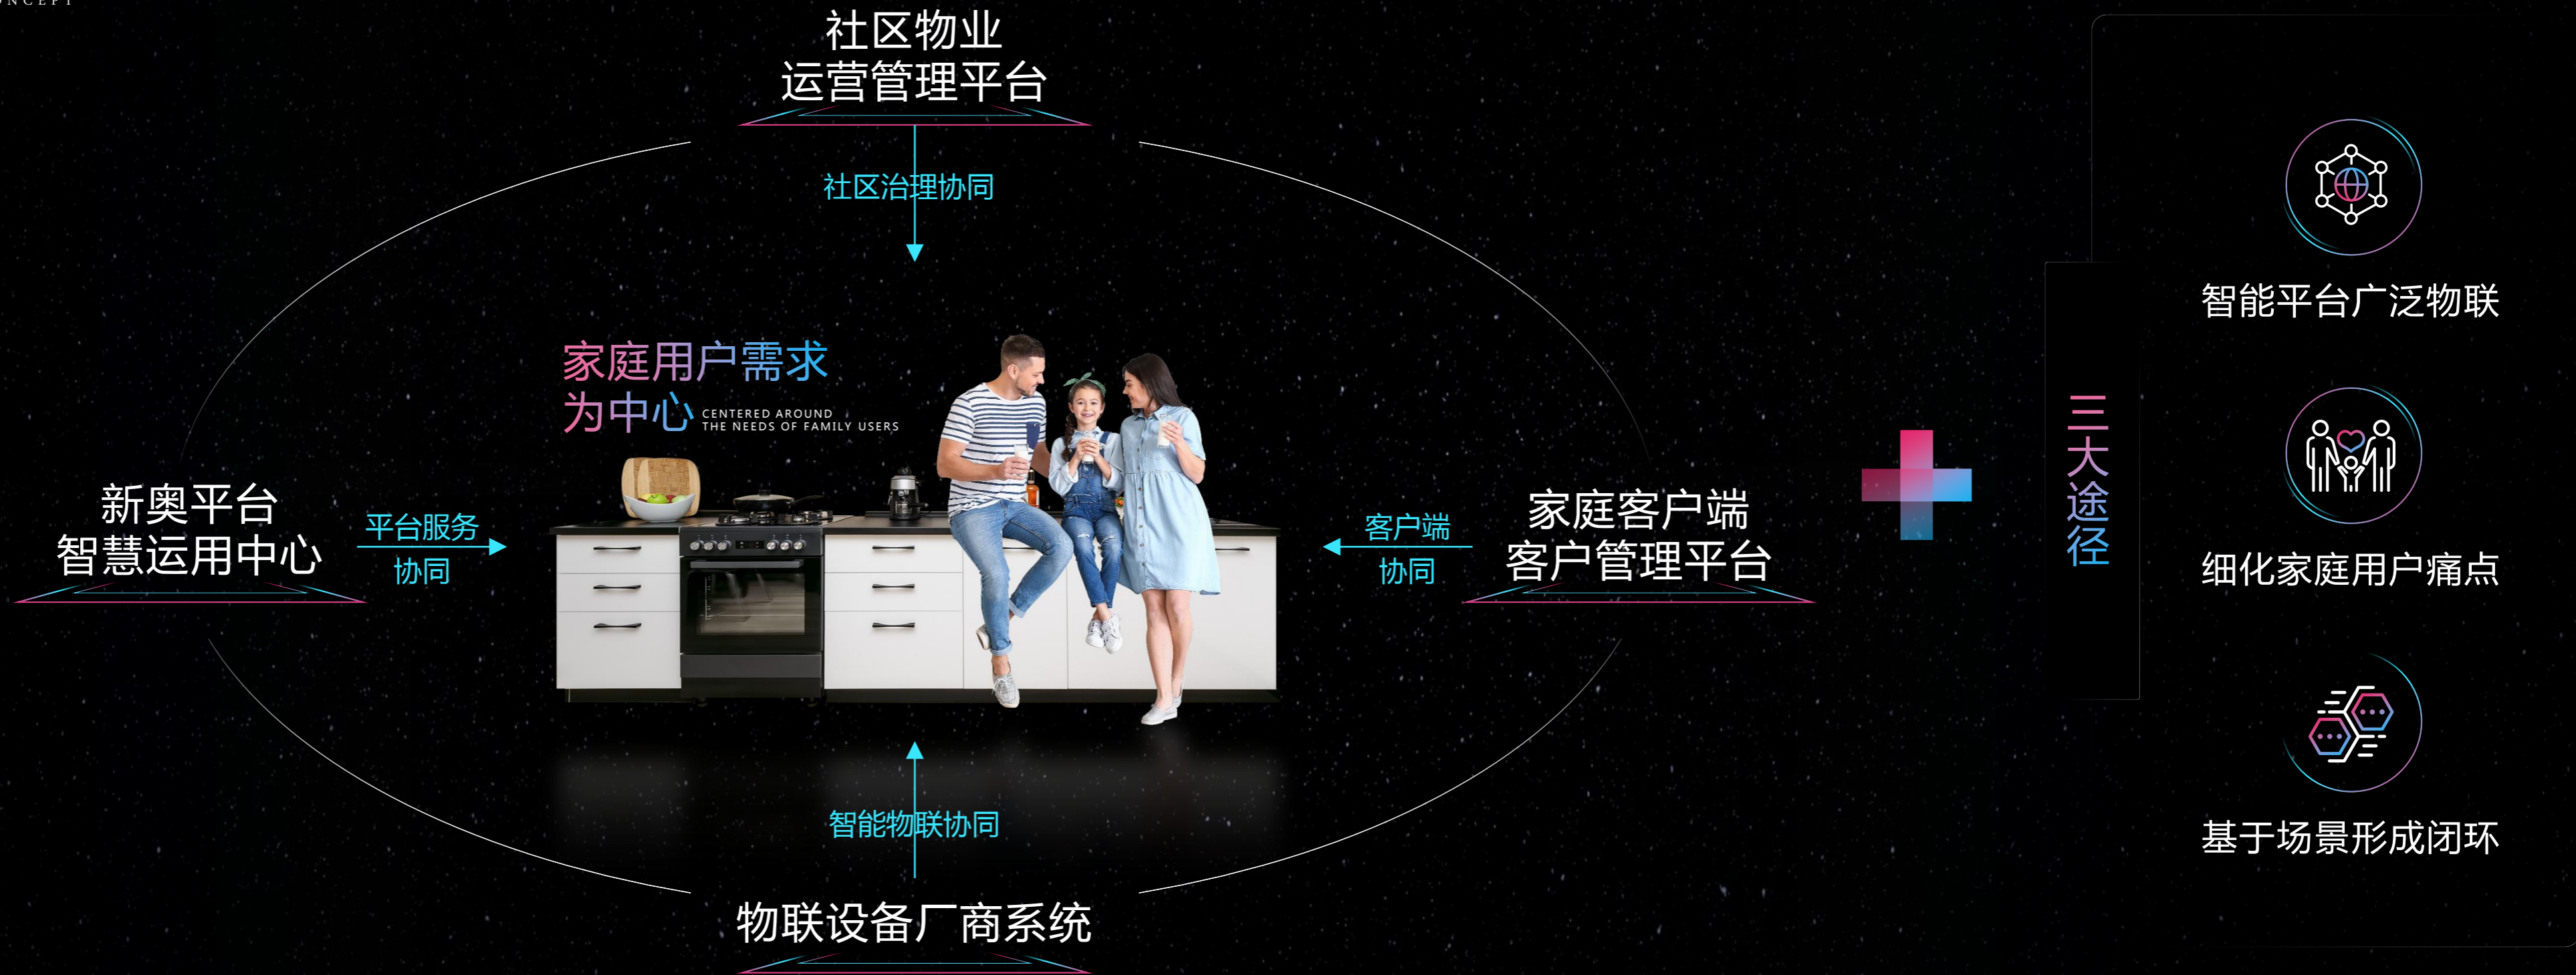 社区物业
运营管理平台
社区治理协同
家庭用户需求
为中心
CENTERED AROUND
THE NEEDS OF FAMILY USERS
新奥平台
智慧运用中心
平台服务
协同
客户端
协同
家庭客户端
客户管理平台
智能物联协同
物联设备厂商系统
三大途径
智能平台广泛物联
细化家庭用户痛点
基于场景形成闭环